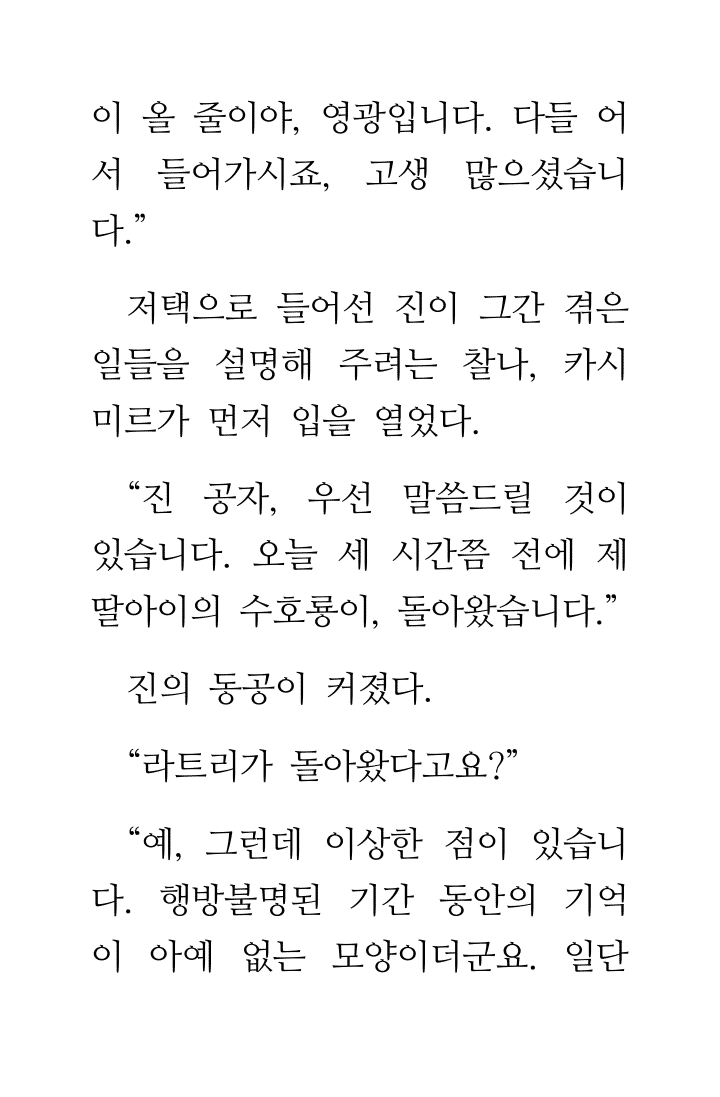 이 올 줄이야, 영광입니다. 다들 어
서 들어가시죠, 고생 많으셨습니
다.”
저택으로 들어선 진이 그간 겪은
일들을 설명해 주려는 찰나, 카시
미르가 먼저 입을 열었다.
“진 공자, 우선 말씀드릴 것이
있습니다. 오늘 세 시간쯤 전에 제
딸아이의 수호룡이, 돌아왔습니다.”
진의 동공이 커졌다.
“라트리가 돌아왔다고요?”
“예, 그런데 이상한 점이 있습니
다. 행방불명된 기간 동안의 기억
이 아예 없는 모양이더군요. 일단